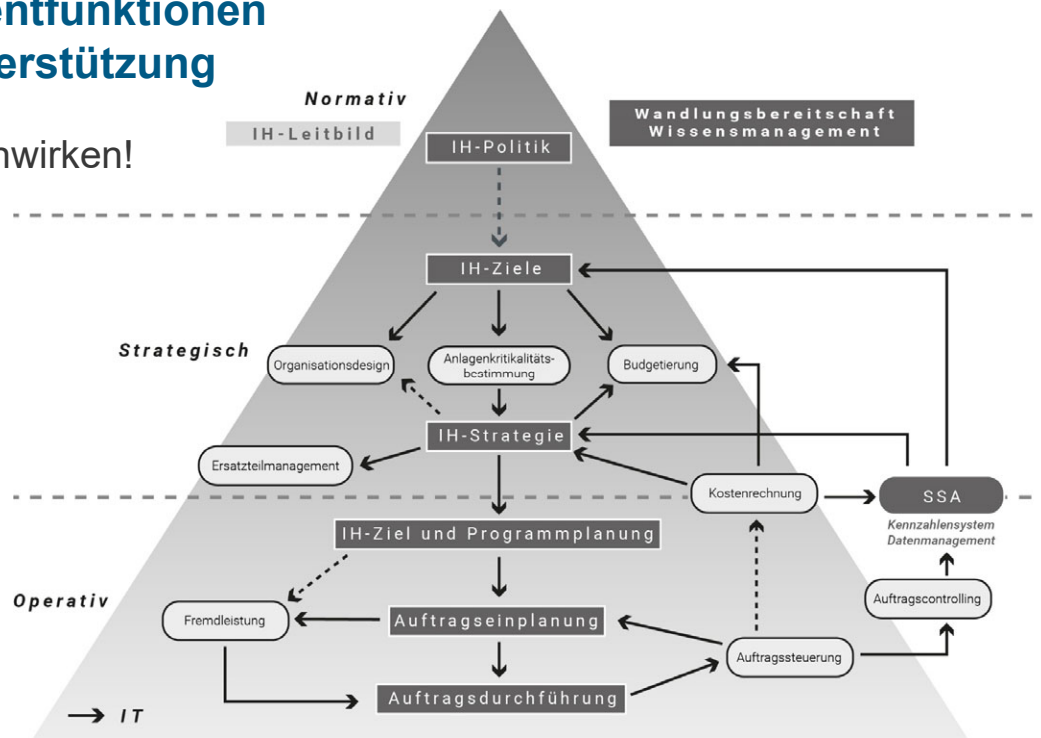 entfunktionen
erstützung
nwirken!
Normativ
IH-Leitbild
Wandlungsbereitschaft
Wissensmanagement
IH-Politik
IH-Ziele
Strategisch
Organisationsdesign
Anlagenkritikalitäts-
bestimmung
Budgetierung
IH-Strategie
Ersatzteilmanagement
Kostenrechnung
SSA
Kennzahlensystem
Datenmanagement
IH-Ziel und Programmplanung
Operativ
Auftragscontrolling
Fremdleistung
Auftragseinplanung
Auftragssteuerung
Auftragsdurchführung
IT